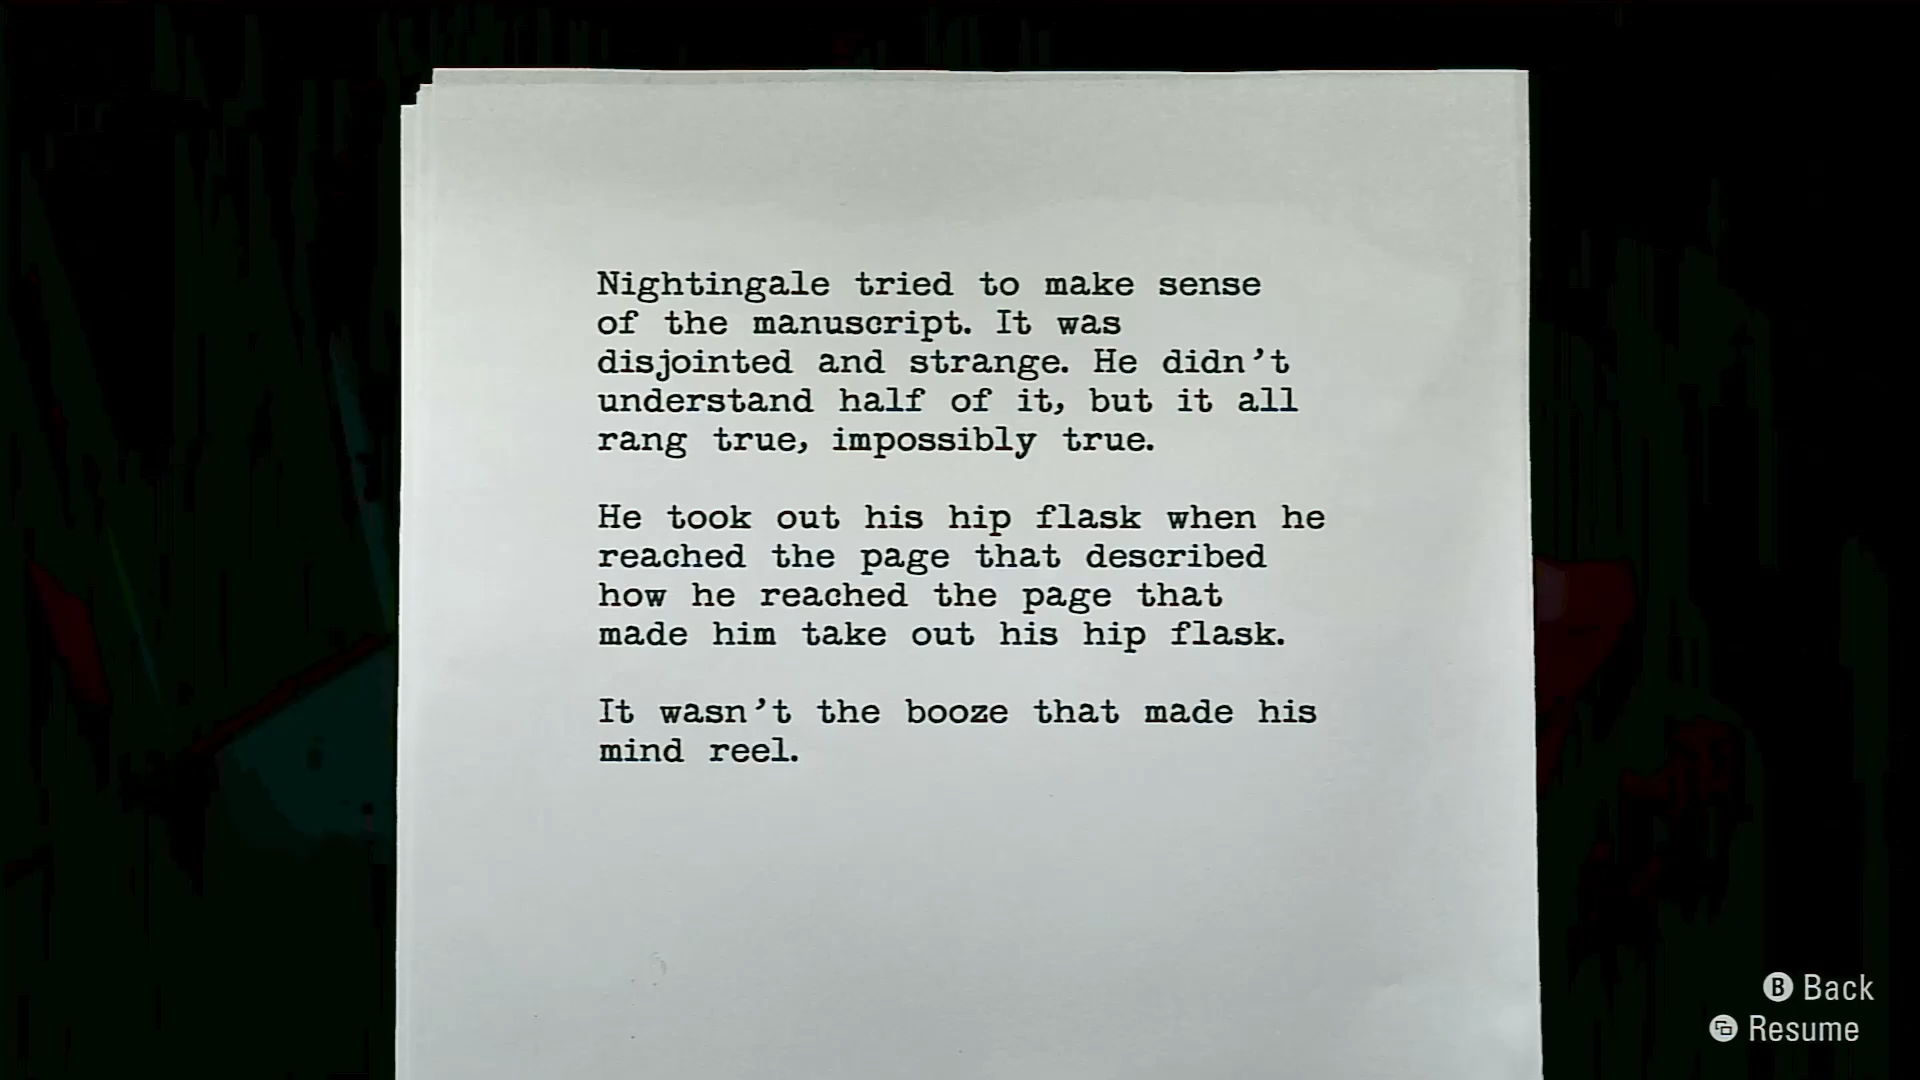 Nightingale tried to make sense
of the manuscript. It was
disjointed and strange. He didn't
understand half of it, but it all
rang true, impossibly true.
He took out his hip flask when he
reached the page that described
how he reached the page that
made him take out his hip flask.
It wasn't the booze that made his
mind reel.
B Back
Resume